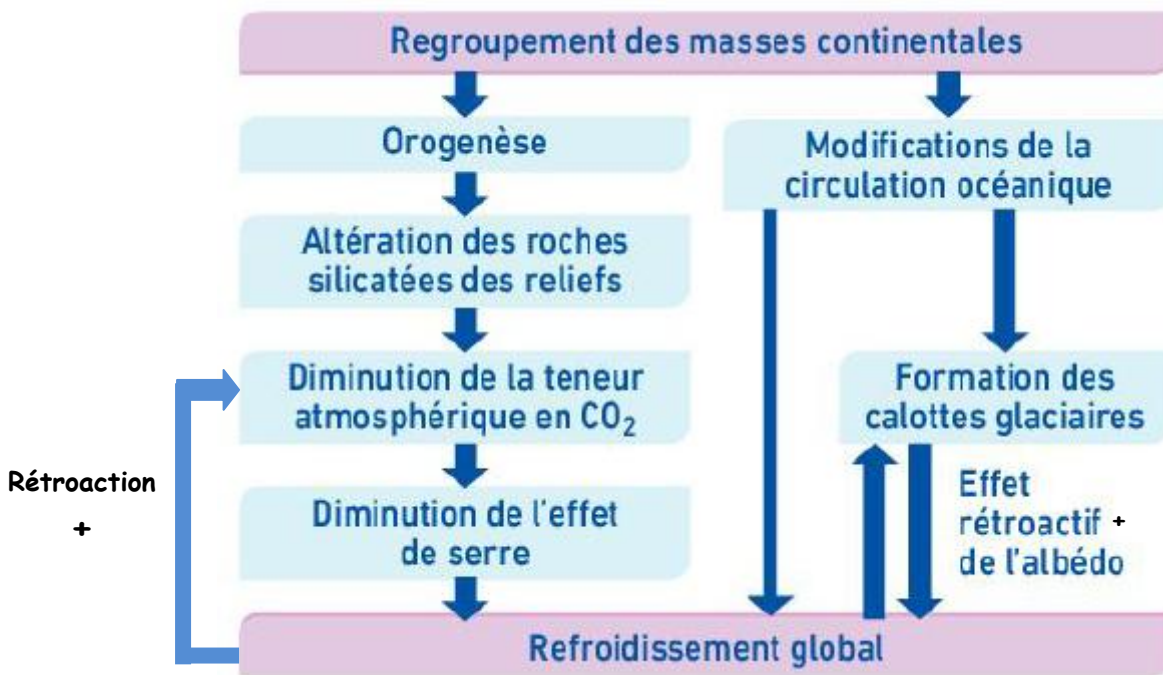 Regroupement des masses continentales
Orogenèse
Modifications de la
circulation océanique
Altération des roches
silicatées des reliefs
Diminution de la teneur
atmosphérique en CO₂
Formation des
calottes glaciaires
Rétroaction
+
Effet
rétroactif +
de l'albédo
Diminution de l'effet
de serre
Refroidissement global